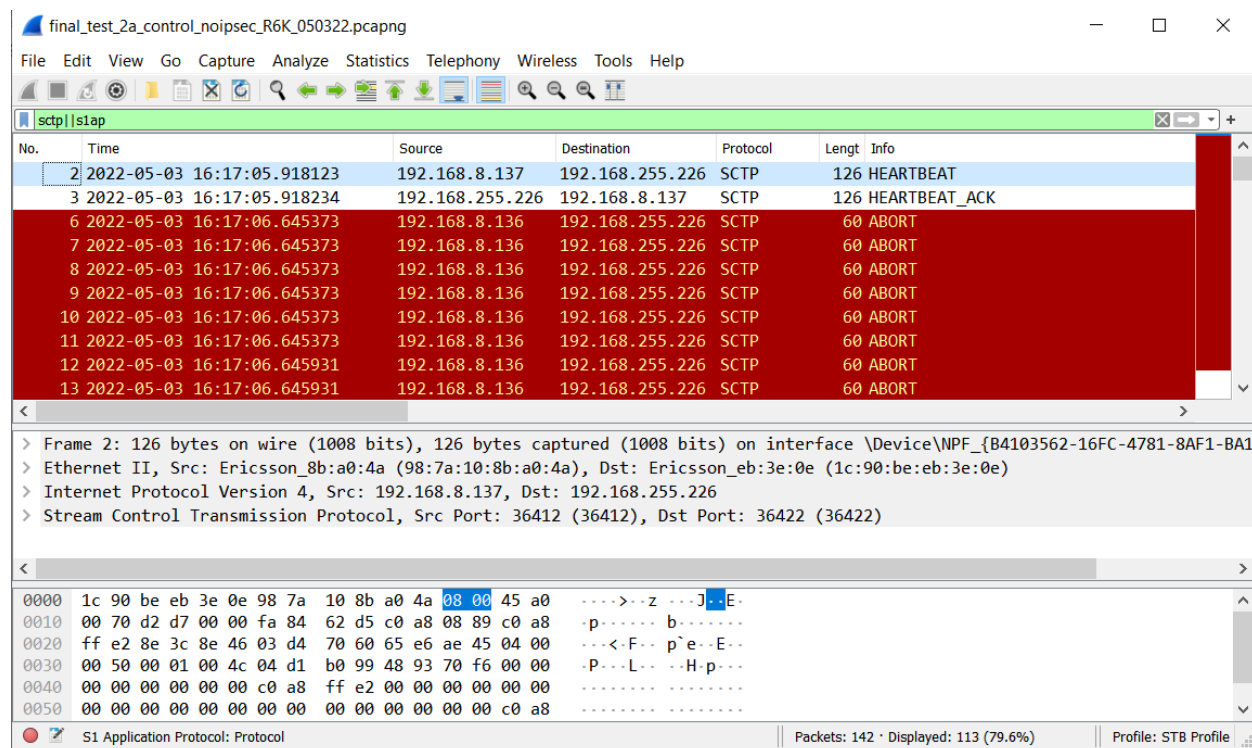 final_test_2a_control_noipsec_R6K_050322.pcapng
File Edit View Go Capture Analyze Statistics Telephony Wireless Tools Help
sctp||s1ap
No. Time Source Destination Protocol Lengt Info
2 2022-05-03 16:17:05.918123 192.168.8.137 192.168.255.226 SCTP 126 HEARTBEAT
3 2022-05-03 16:17:05.918234 192.168.255.226 192.168.8.137 SCTP 126 HEARTBEAT_ACK
6 2022-05-03 16:17:06.645373 192.168.8.136 192.168.255.226 SCTP 60 ABORT
7 2022-05-03 16:17:06.645373 192.168.8.136 192.168.255.226 SCTP 60 ABORT
8 2022-05-03 16:17:06.645373 192.168.8.136 192.168.255.226 SCTP 60 ABORT
9 2022-05-03 16:17:06.645373 192.168.8.136 192.168.255.226 SCTP 60 ABORT
10 2022-05-03 16:17:06.645373 192.168.8.136 192.168.255.226 SCTP 60 ABORT
11 2022-05-03 16:17:06.645373 192.168.8.136 192.168.255.226 SCTP 60 ABORT
12 2022-05-03 16:17:06.645931 192.168.8.136 192.168.255.226 SCTP 60 ABORT
13 2022-05-03 16:17:06.645931 192.168.8.136 192.168.255.226 SCTP 60 ABORT
> Frame 2: 126 bytes on wire (1008 bits), 126 bytes captured (1008 bits) on interface \Device\NPF_{B4103562-16FC-4781-8AF1-BA1
> Ethernet II, Src: Ericsson_8b:a0:4a (98:7a:10:8b:a0:4a), Dst: Ericsson_eb:3e:0e (1c:90:be:eb:3e:0e)
> Internet Protocol Version 4, Src: 192.168.8.137, Dst: 192.168.255.226
> Stream Control Transmission Protocol, Src Port: 36412 (36412), Dst Port: 36422 (36422)
0000 1c 90 be eb 3e 0e 98 7a 10 8b a0 4a 08 00 45 a0 ····>··z ···J··E·
0010 00 70 d2 d7 00 00 fa 84 62 d5 c0 a8 08 89 c0 a8 ·p······ b·······
0020 ff e2 8e 3c 8e 46 03 d4 70 60 65 e6 ae 45 04 00 ···<·F·· p`e··E··
0030 00 50 00 01 00 4c 04 d1 b0 99 48 93 70 f6 00 00 ·P···L·· ··H·p···
0040 00 00 00 00 00 00 c0 a8 ff e2 00 00 00 00 00 00 ········ ········
0050 00 00 00 00 00 00 00 00 00 00 00 00 00 00 c0 a8 ········ ········
S1 Application Protocol: Protocol Packets: 142 · Displayed: 113 (79.6%) Profile: STB Profile